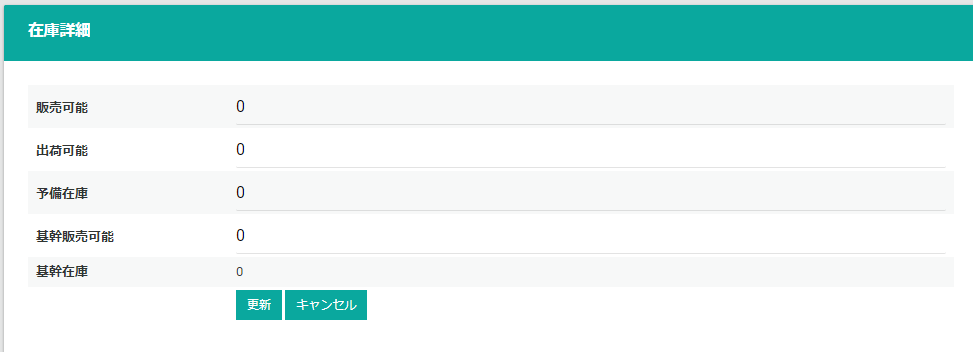 在庫詳細
販売可能 0
出荷可能 0
予備在庫 0
基幹販売可能 0
基幹在庫 0
更新 キャンセル